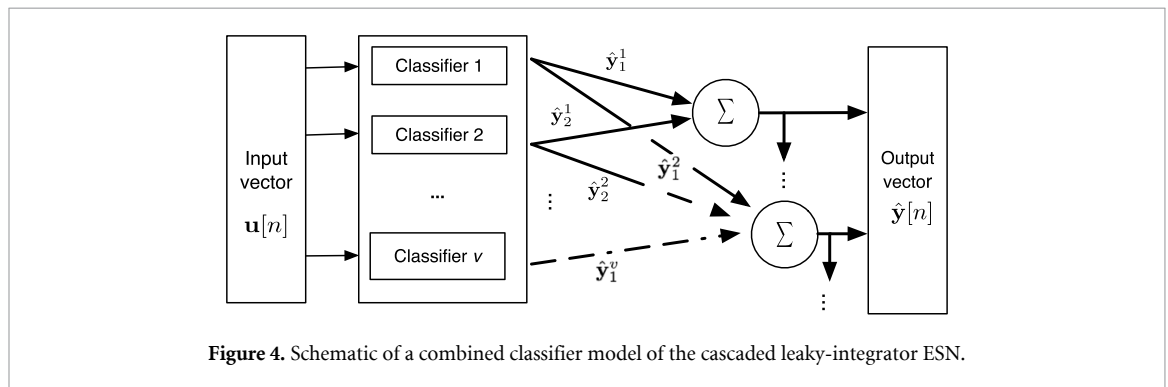 Input
vector
u[n]
Classifier 1
Classifier 2
...
Classifier v
ŷ₁¹
ŷ₂¹
ŷ₁²
ŷ₂²
⋮
ŷ₁ᵛ
∑
⋮
∑
⋮
Output
vector
ŷ[n]
Figure 4. Schematic of a combined classifier model of the cascaded leaky-integrator ESN.